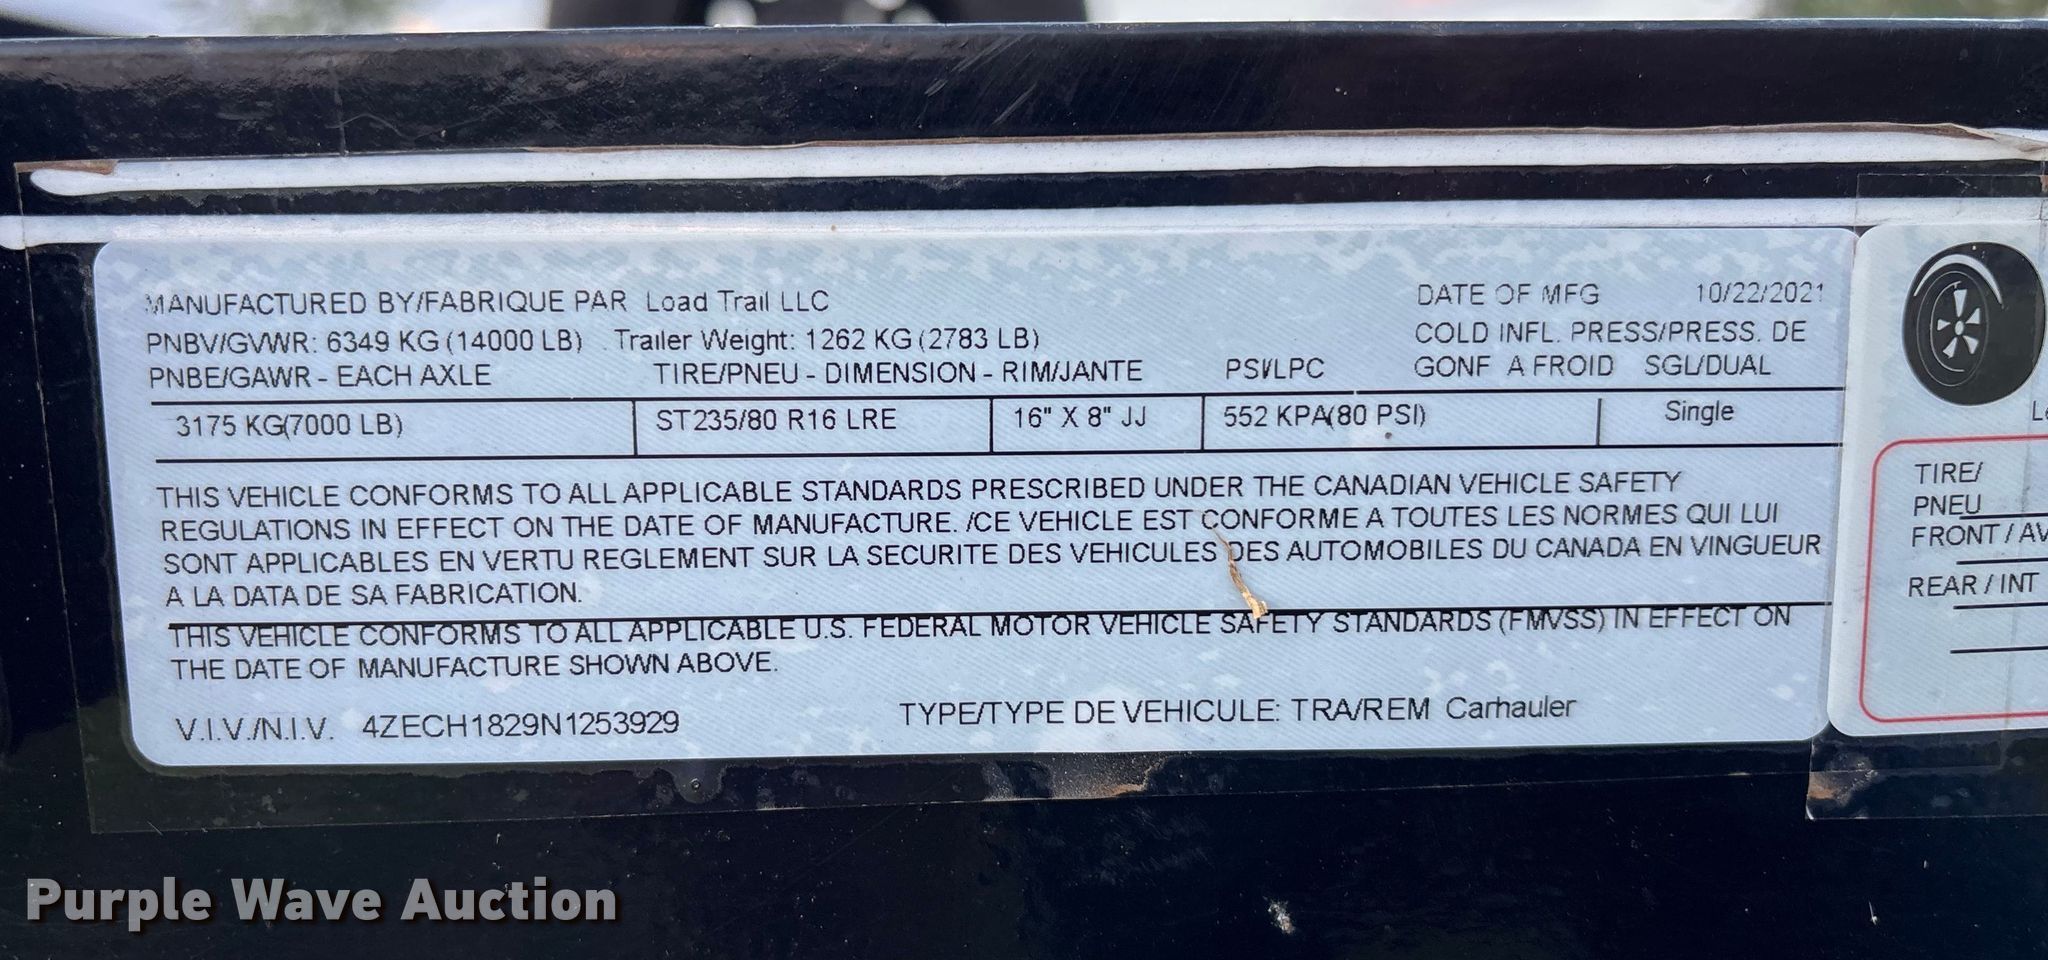 MANUFACTURED BY/FABRIQUE PAR Load Trail LLC DATE OF MFG 10/22/2021
PNBV/GVWR: 6349 KG (14000 LB) Trailer Weight: 1262 KG (2783 LB) COLD INFL. PRESS/PRESS. DE
PNBE/GAWR - EACH AXLE TIRE/PNEU - DIMENSION - RIM/JANTE PSI/LPC GONF A FROID SGL/DUAL
3175 KG(7000 LB) ST235/80 R16 LRE 16" X 8" JJ 552 KPA(80 PSI) Single
THIS VEHICLE CONFORMS TO ALL APPLICABLE STANDARDS PRESCRIBED UNDER THE CANADIAN VEHICLE SAFETY
REGULATIONS IN EFFECT ON THE DATE OF MANUFACTURE. /CE VEHICLE EST CONFORME A TOUTES LES NORMES QUI LUI
SONT APPLICABLES EN VERTU REGLEMENT SUR LA SECURITE DES VEHICULES DES AUTOMOBILES DU CANADA EN VINGUEUR
A LA DATA DE SA FABRICATION.
THIS VEHICLE CONFORMS TO ALL APPLICABLE U.S. FEDERAL MOTOR VEHICLE SAFETY STANDARDS (FMVSS) IN EFFECT ON
THE DATE OF MANUFACTURE SHOWN ABOVE.
V.I.V./N.I.V. 4ZECH1829N1253929 TYPE/TYPE DE VEHICULE: TRA/REM Carhauler
TIRE/
PNEU
FRONT / AV
REAR / INT
Purple Wave Auction